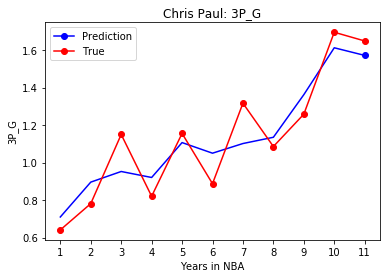 Chris Paul: 3P_G
Prediction
True
3P_G
1.6
1.4
1.2
1.0
0.8
0.6
1 2 3 4 5 6 7 8 9 10 11
Years in NBA